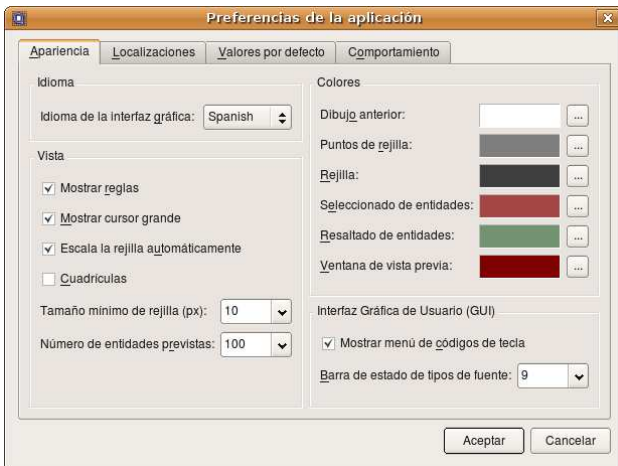 Preferencias de la aplicación
Apariencia
Localizaciones
Valores por defecto
Comportamiento
Idioma
Idioma de la interfaz gráfica:
Spanish
Vista
Mostrar reglas
Mostrar cursor grande
Escala la rejilla automáticamente
Cuadrículas
Tamaño mínimo de rejilla (px):
10
Número de entidades previstas:
100
Colores
Dibujo anterior:
...
Puntos de rejilla:
...
Rejilla:
...
Seleccionado de entidades:
...
Resaltado de entidades:
...
Ventana de vista previa:
...
Interfaz Gráfica de Usuario (GUI)
Mostrar menú de códigos de tecla
Barra de estado de tipos de fuente:
9
Aceptar
Cancelar